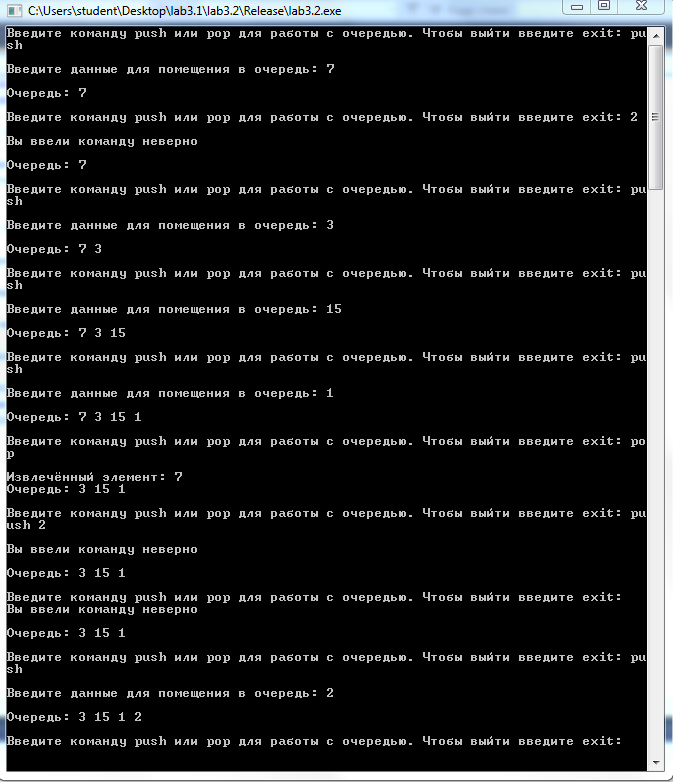 C:\Users\student\Desktop\lab3.1\lab3.2\Release\lab3.2.exe
Введите команду push или pop для работы с очередью. Чтобы выйти введите exit: pu
sh
Введите данные для помещения в очередь: 7
Очередь: 7
Введите команду push или pop для работы с очередью. Чтобы выйти введите exit: 2
Вы ввели команду неверно
Очередь: 7
Введите команду push или pop для работы с очередью. Чтобы выйти введите exit: pu
sh
Введите данные для помещения в очередь: 3
Очередь: 7 3
Введите команду push или pop для работы с очередью. Чтобы выйти введите exit: pu
sh
Введите данные для помещения в очередь: 15
Очередь: 7 3 15
Введите команду push или pop для работы с очередью. Чтобы выйти введите exit: pu
sh
Введите данные для помещения в очередь: 1
Очередь: 7 3 15 1
Введите команду push или pop для работы с очередью. Чтобы выйти введите exit: po
p
Извлечённый элемент: 7
Очередь: 3 15 1
Введите команду push или pop для работы с очередью. Чтобы выйти введите exit: pu
ush 2
Вы ввели команду неверно
Очередь: 3 15 1
Введите команду push или pop для работы с очередью. Чтобы выйти введите exit:
Вы ввели команду неверно
Очередь: 3 15 1
Введите команду push или pop для работы с очередью. Чтобы выйти введите exit: pu
sh
Введите данные для помещения в очередь: 2
Очередь: 3 15 1 2
Введите команду push или pop для работы с очередью. Чтобы выйти введите exit: